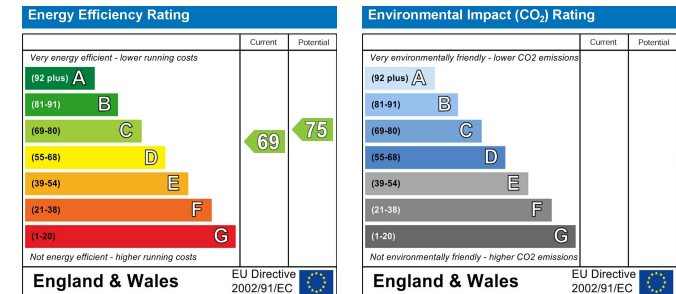 Energy Efficiency Rating
Current Potential
Very energy efficient - lower running costs
(92 plus) A
(81-91) B
(69-80) C
(55-68) D
(39-54) E
(21-38) F
(1-20) G
69
75
Not energy efficient - higher running costs
England & Wales
EU Directive
2002/91/EC
Environmental Impact (CO₂) Rating
Current Potential
Very environmentally friendly - lower CO2 emissions
(92 plus) A
(81-91) B
(69-80) C
(55-68) D
(39-54) E
(21-38) F
(1-20) G
Not environmentally friendly - higher CO2 emissions
England & Wales
EU Directive
2002/91/EC